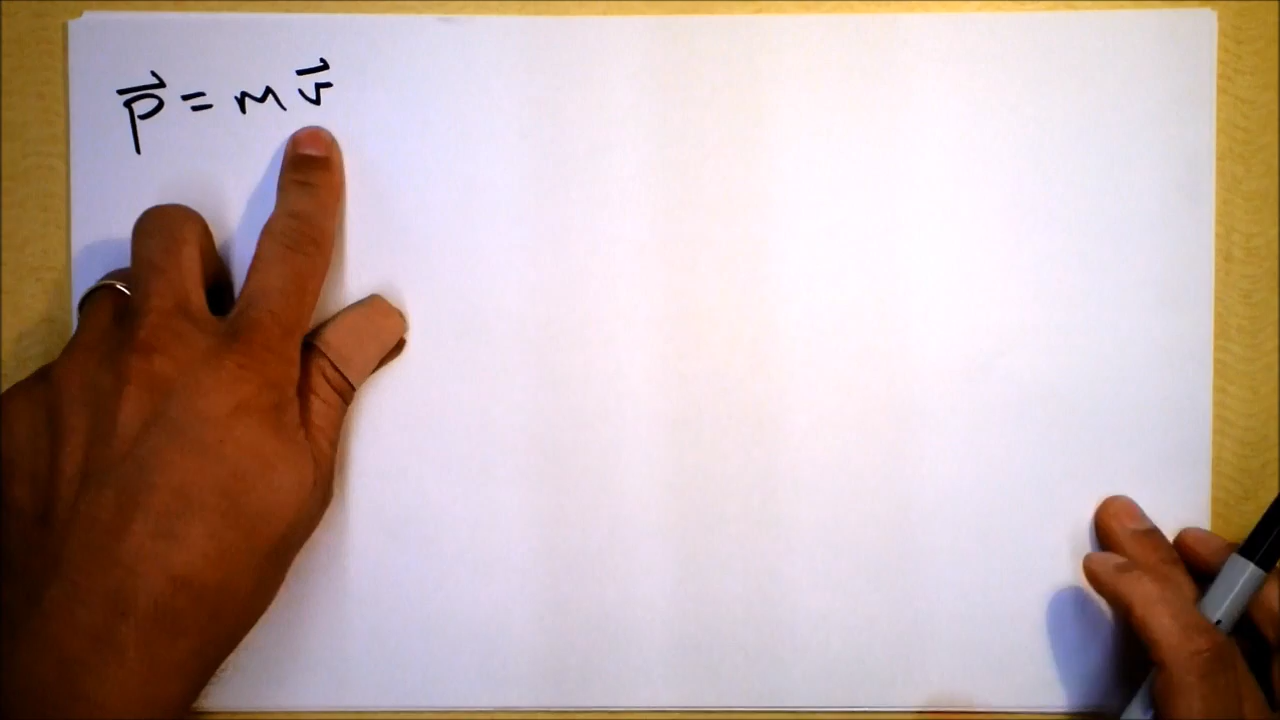 p⃗ = mv⃗